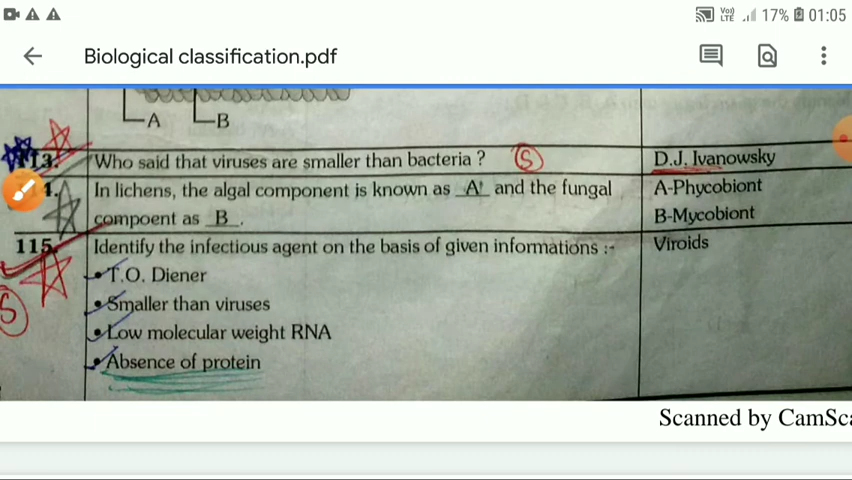 17% 01:05
Biological classification.pdf
A B
113. Who said that viruses are smaller than bacteria ? S D.J. Ivanowsky
In lichens, the algal component is known as A and the fungal A-Phycobiont
compoent as B . B-Mycobiont
115. Identify the infectious agent on the basis of given informations :- Viroids
• T.O. Diener
• Smaller than viruses
• Low molecular weight RNA
• Absence of protein
S
Scanned by CamSca